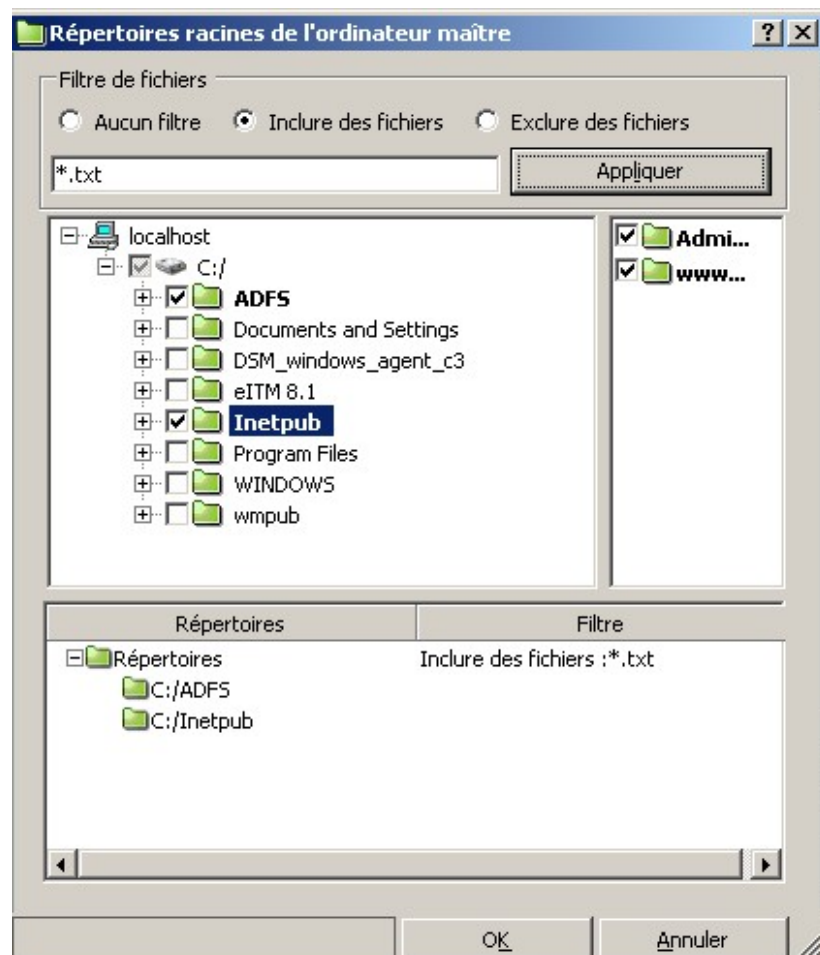 Répertoires racines de l'ordinateur maître
Filtre de fichiers
Aucun filtre Inclure des fichiers Exclure des fichiers
*.txt Appliquer
localhost
C:/
ADFS
Documents and Settings
DSM_windows_agent_c3
eITM 8.1
Inetpub
Program Files
WINDOWS
wmpub
Admi...
www...
Répertoires Filtre
Répertoires Inclure des fichiers :*.txt
C:/ADFS
C:/Inetpub
OK Annuler